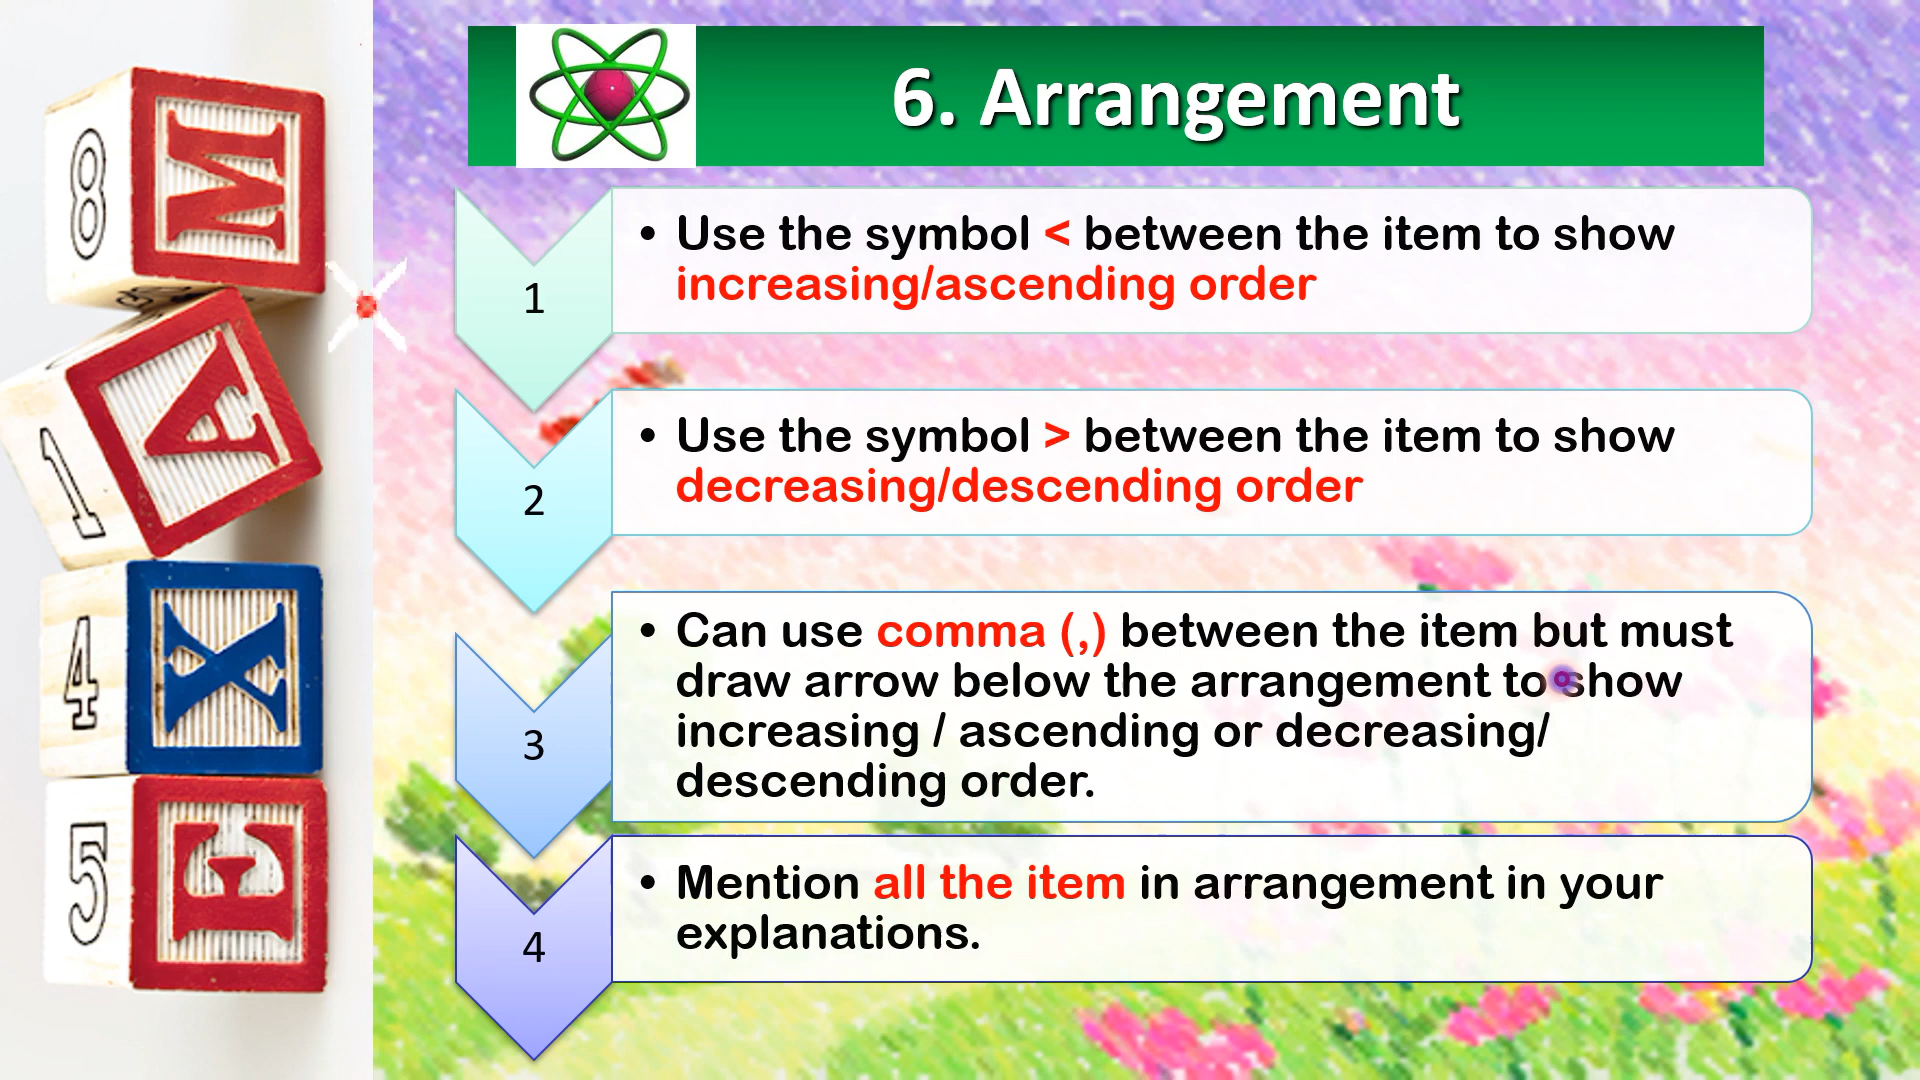 6. Arrangement
1
• Use the symbol < between the item to show
increasing/ascending order
2
• Use the symbol > between the item to show
decreasing/descending order
3
• Can use comma (,) between the item but must
draw arrow below the arrangement to show
increasing / ascending or decreasing/
descending order.
4
• Mention all the item in arrangement in your
explanations.
8 M
1 A
4 X
5 E